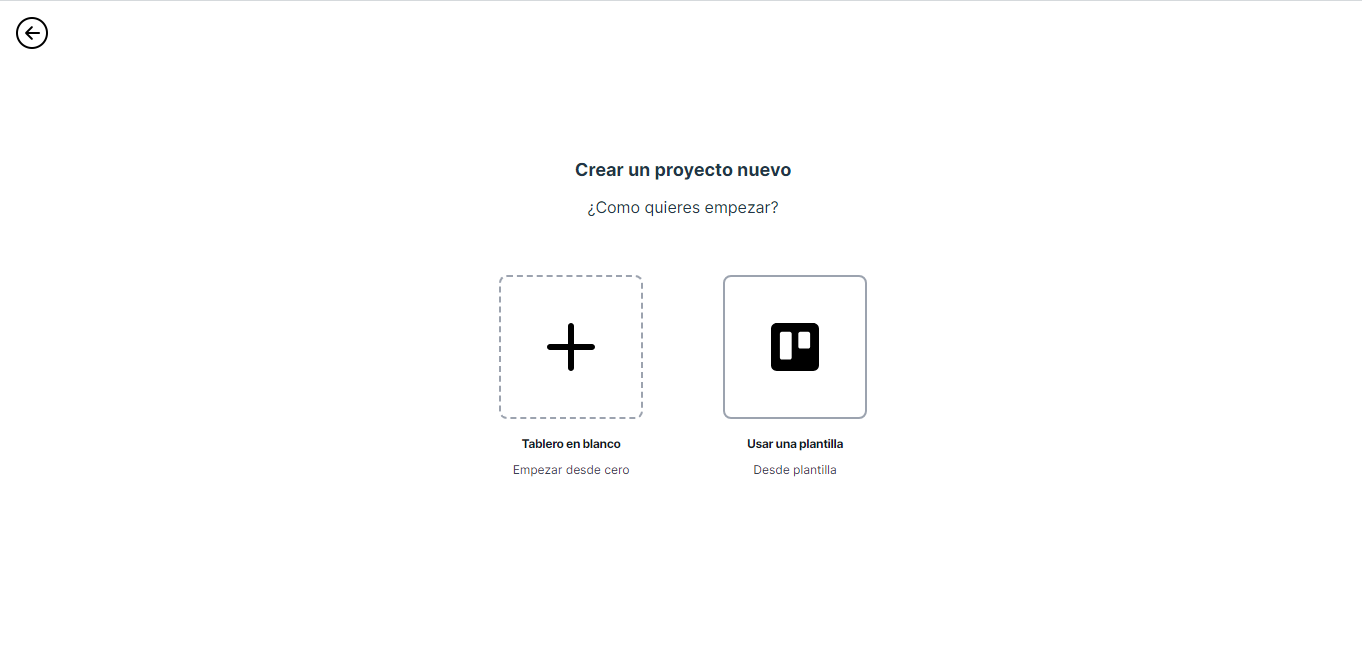 Crear un proyecto nuevo
¿Como quieres empezar?
Tablero en blanco
Empezar desde cero
Usar una plantilla
Desde plantilla